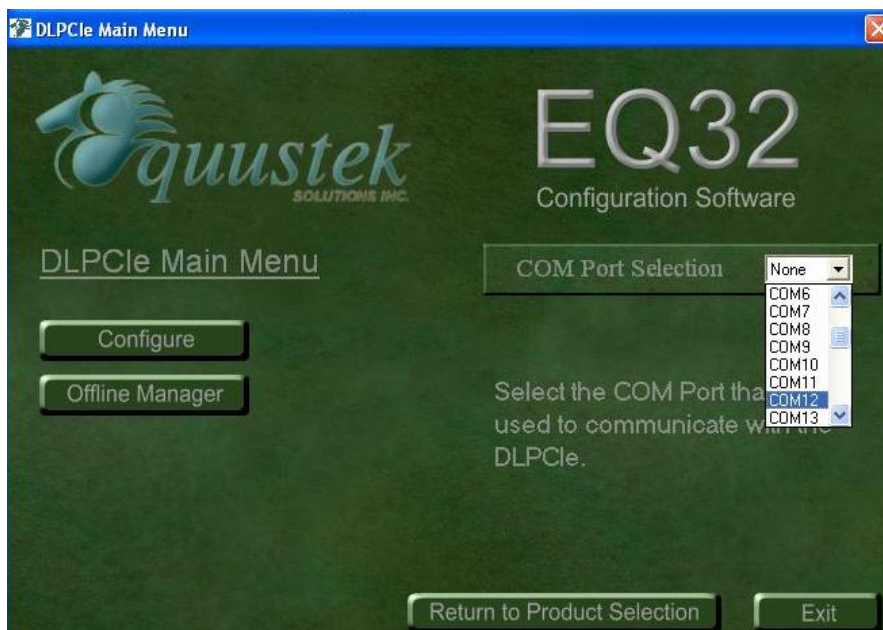 DLPCIe Main Menu
Equustek
SOLUTIONS INC.
EQ32
Configuration Software
DLPCIe Main Menu
COM Port Selection
None
COM6
COM7
COM8
COM9
COM10
COM11
COM12
COM13
Configure
Offline Manager
Select the COM Port
used to communicate with the
DLPCIe.
Return to Product Selection
Exit